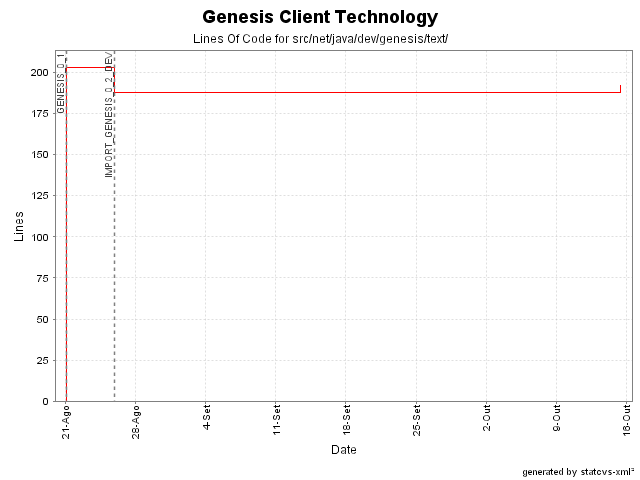 Genesis Client Technology
Lines Of Code for src/net/java/dev/genesis/text/
GENESIS_0_1
IMPORT_GENESIS_0_2_DEV
Lines
200
175
150
125
100
75
50
25
0
21-Ago
28-Ago
4-Set
11-Set
18-Set
25-Set
2-Out
9-Out
16-Out
Date
generated by statcvs-xml²